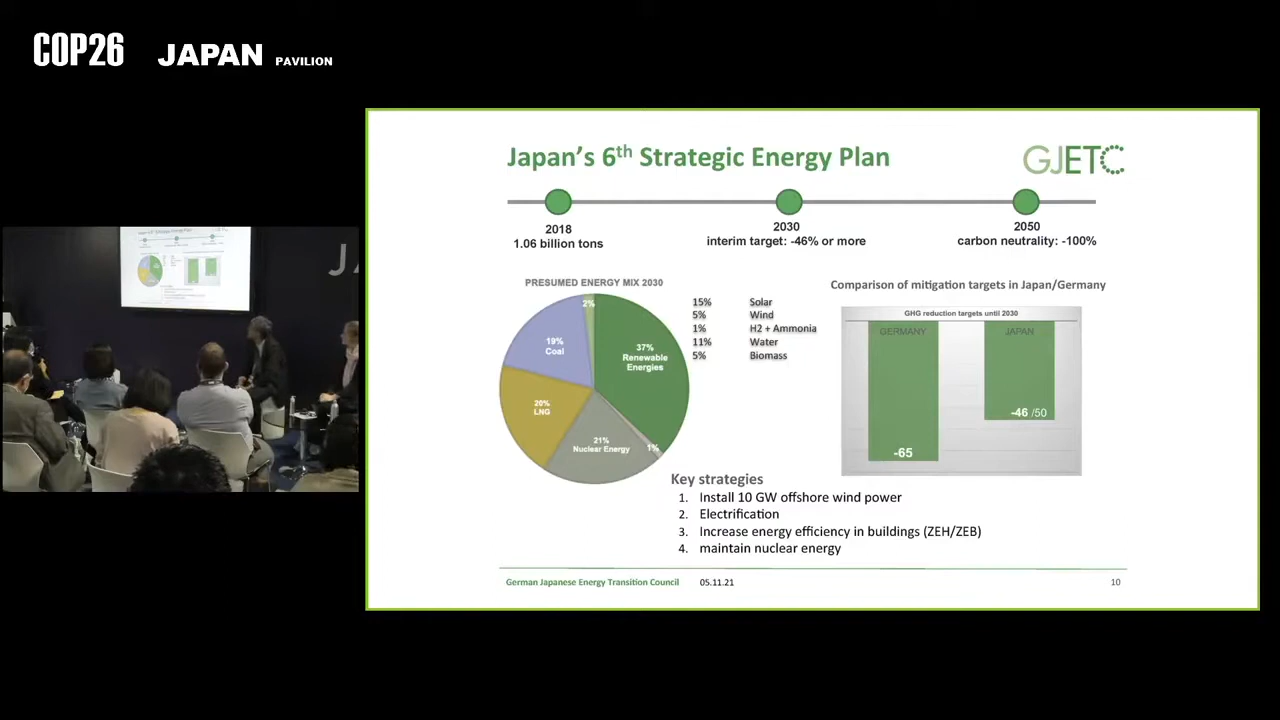 COP26 JAPAN PAVILION
Japan's 6th Strategic Energy Plan
GJETC
2018
1.06 billion tons
2030
interim target: -46% or more
2050
carbon neutrality: -100%
PRESUMED ENERGY MIX 2030
2%
37%
Renewable
Energies
19%
Coal
20%
LNG
21%
Nuclear Energy
1%
15% Solar
5% Wind
1% H2 + Ammonia
11% Water
5% Biomass
Comparison of mitigation targets in Japan/Germany
GHG reduction targets until 2030
GERMANY JAPAN
-46 /50
-65
Key strategies
1. Install 10 GW offshore wind power
2. Electrification
3. Increase energy efficiency in buildings (ZEH/ZEB)
4. maintain nuclear energy
German Japanese Energy Transition Council 05.11.21 10